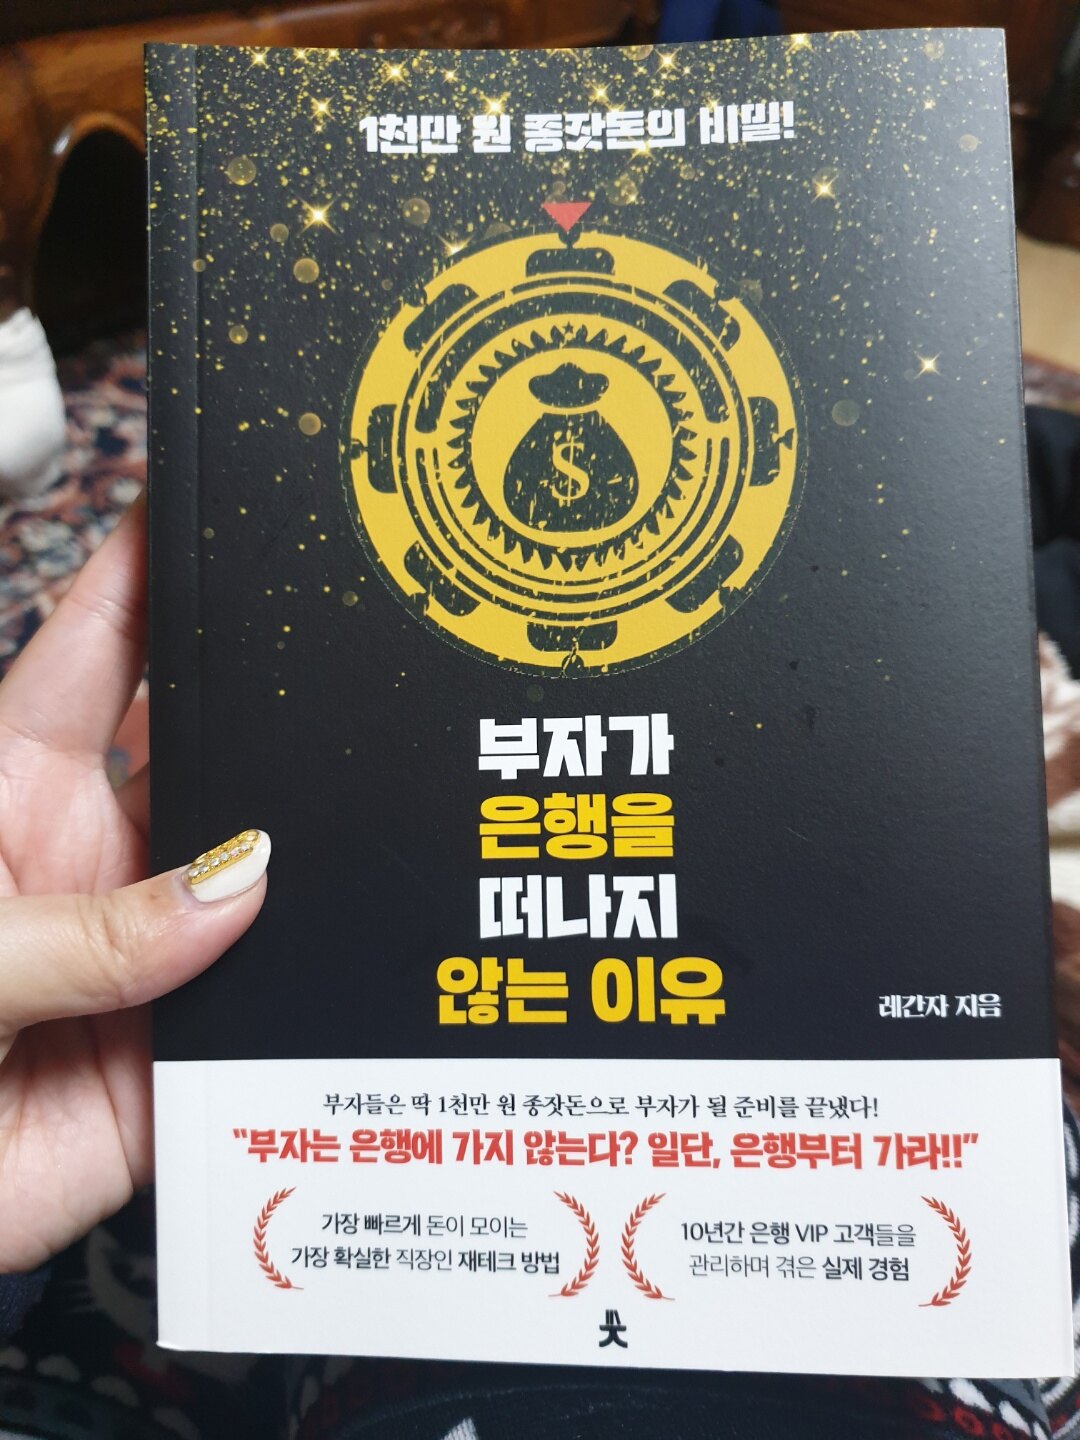 1천만 원 종잣돈의 비밀!
$
부자가
은행을
떠나지
않는 이유
레간자 지음
부자들은 딱 1천만 원 종잣돈으로 부자가 될 준비를 끝냈다!
“부자는 은행에 가지 않는다? 일단, 은행부터 가라!!”
가장 빠르게 돈이 모이는
가장 확실한 직장인 재테크 방법
10년간 은행 VIP 고객들을
관리하며 겪은 실제 경험